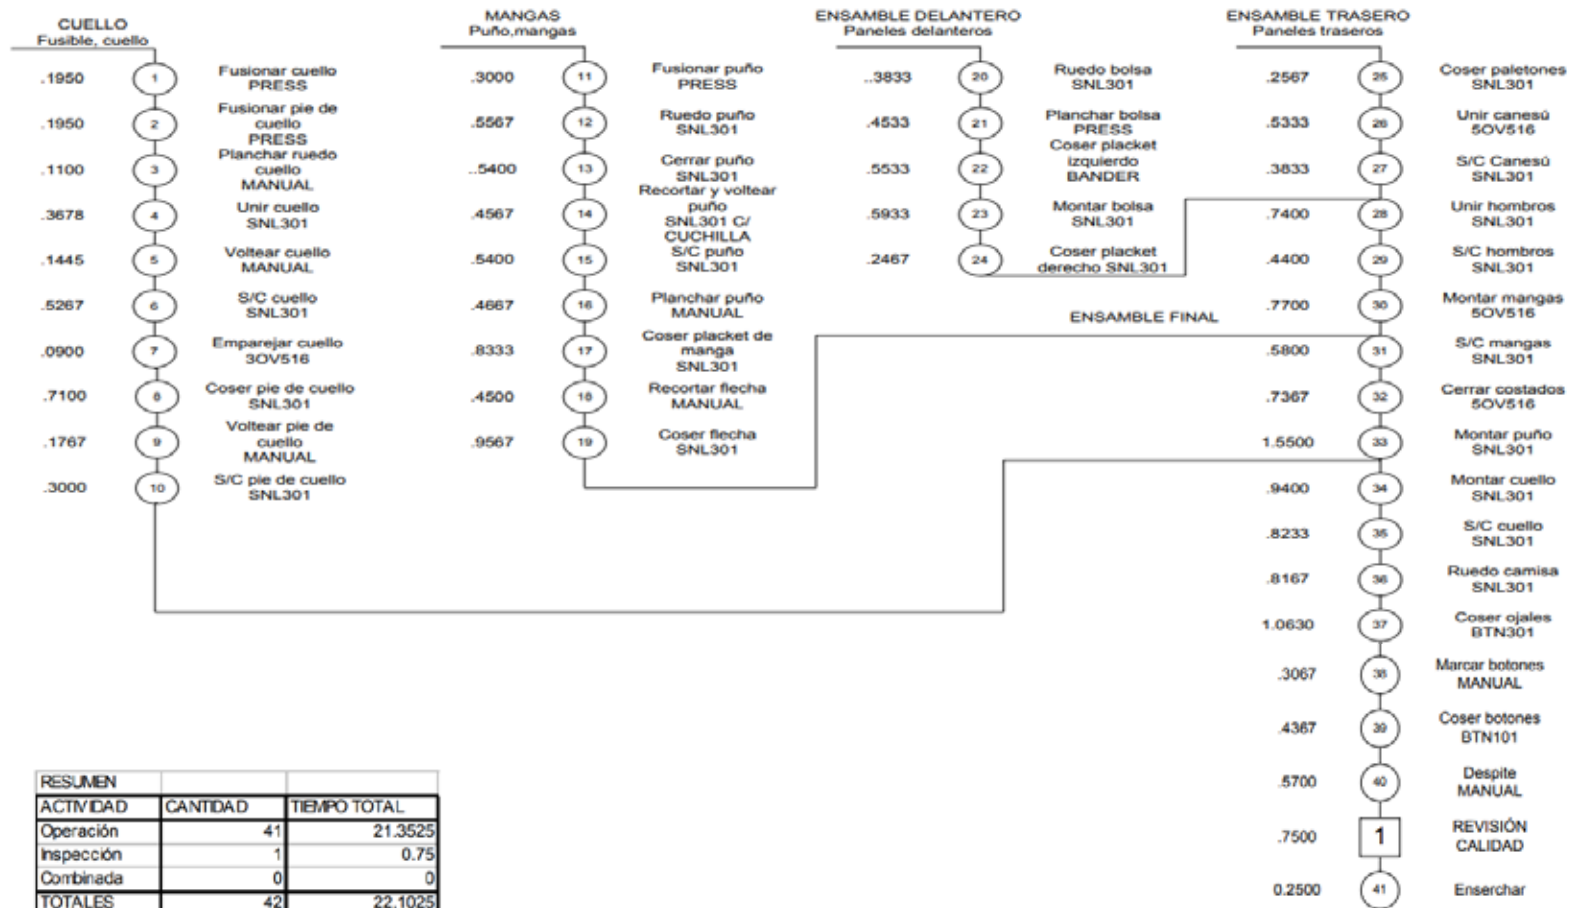 CUELLO
Fusible, cuello
.1950
1
Fusionar cuello
PRESS
.1950
2
Fusionar pie de
cuello
PRESS
.1100
3
Planchar ruedo
cuello
MANUAL
.3678
4
Unir cuello
SNL301
.1445
5
Voltear cuello
MANUAL
.5267
6
S/C cuello
SNL301
.0900
7
Emparejar cuello
3OV516
.7100
8
Coser pie de cuello
SNL301
.1767
9
Voltear pie de
cuello
MANUAL
.3000
10
S/C pie de cuello
SNL301
MANGAS
Puño,mangas
.3000
11
Fusionar puño
PRESS
.5567
12
Ruedo puño
SNL301
..5400
13
Cerrar puño
SNL301
.4567
14
Recortar y voltear
puño
SNL301 C/
CUCHILLA
.5400
15
S/C puño
SNL301
.4667
16
Planchar puño
MANUAL
.8333
17
Coser placket de
manga
SNL301
.4500
18
Recortar flecha
MANUAL
.9567
19
Coser flecha
SNL301
ENSAMBLE DELANTERO
Paneles delanteros
..3833
20
Ruedo bolsa
SNL301
.4533
21
Planchar bolsa
PRESS
.5533
22
Coser placket
izquierdo
BANDER
.5933
23
Montar bolsa
SNL301
.2467
24
Coser placket
derecho SNL301
ENSAMBLE TRASERO
Paneles traseros
.2567
25
Coser paletones
SNL301
.5333
26
Unir canesú
5OV516
.3833
27
S/C Canesú
SNL301
.7400
28
Unir hombros
SNL301
.4400
29
S/C hombros
SNL301
ENSAMBLE FINAL
.7700
30
Montar mangas
5OV516
.5800
31
S/C mangas
SNL301
.7367
32
Cerrar costados
5OV516
1.5500
33
Montar puño
SNL301
.9400
34
Montar cuello
SNL301
.8233
35
S/C cuello
SNL301
.8167
36
Ruedo camisa
SNL301
1.0630
37
Coser ojales
BTN301
.3067
38
Marcar botones
MANUAL
.4367
39
Coser botones
BTN101
.5700
40
Despite
MANUAL
.7500
1
REVISIÓN
CALIDAD
0.2500
41
Enserchar
RESUMEN
ACTIVIDAD CANTIDAD TIEMPO TOTAL
Operación 41 21.3525
Inspección 1 0.75
Combinada 0 0
TOTALES 42 22.1025